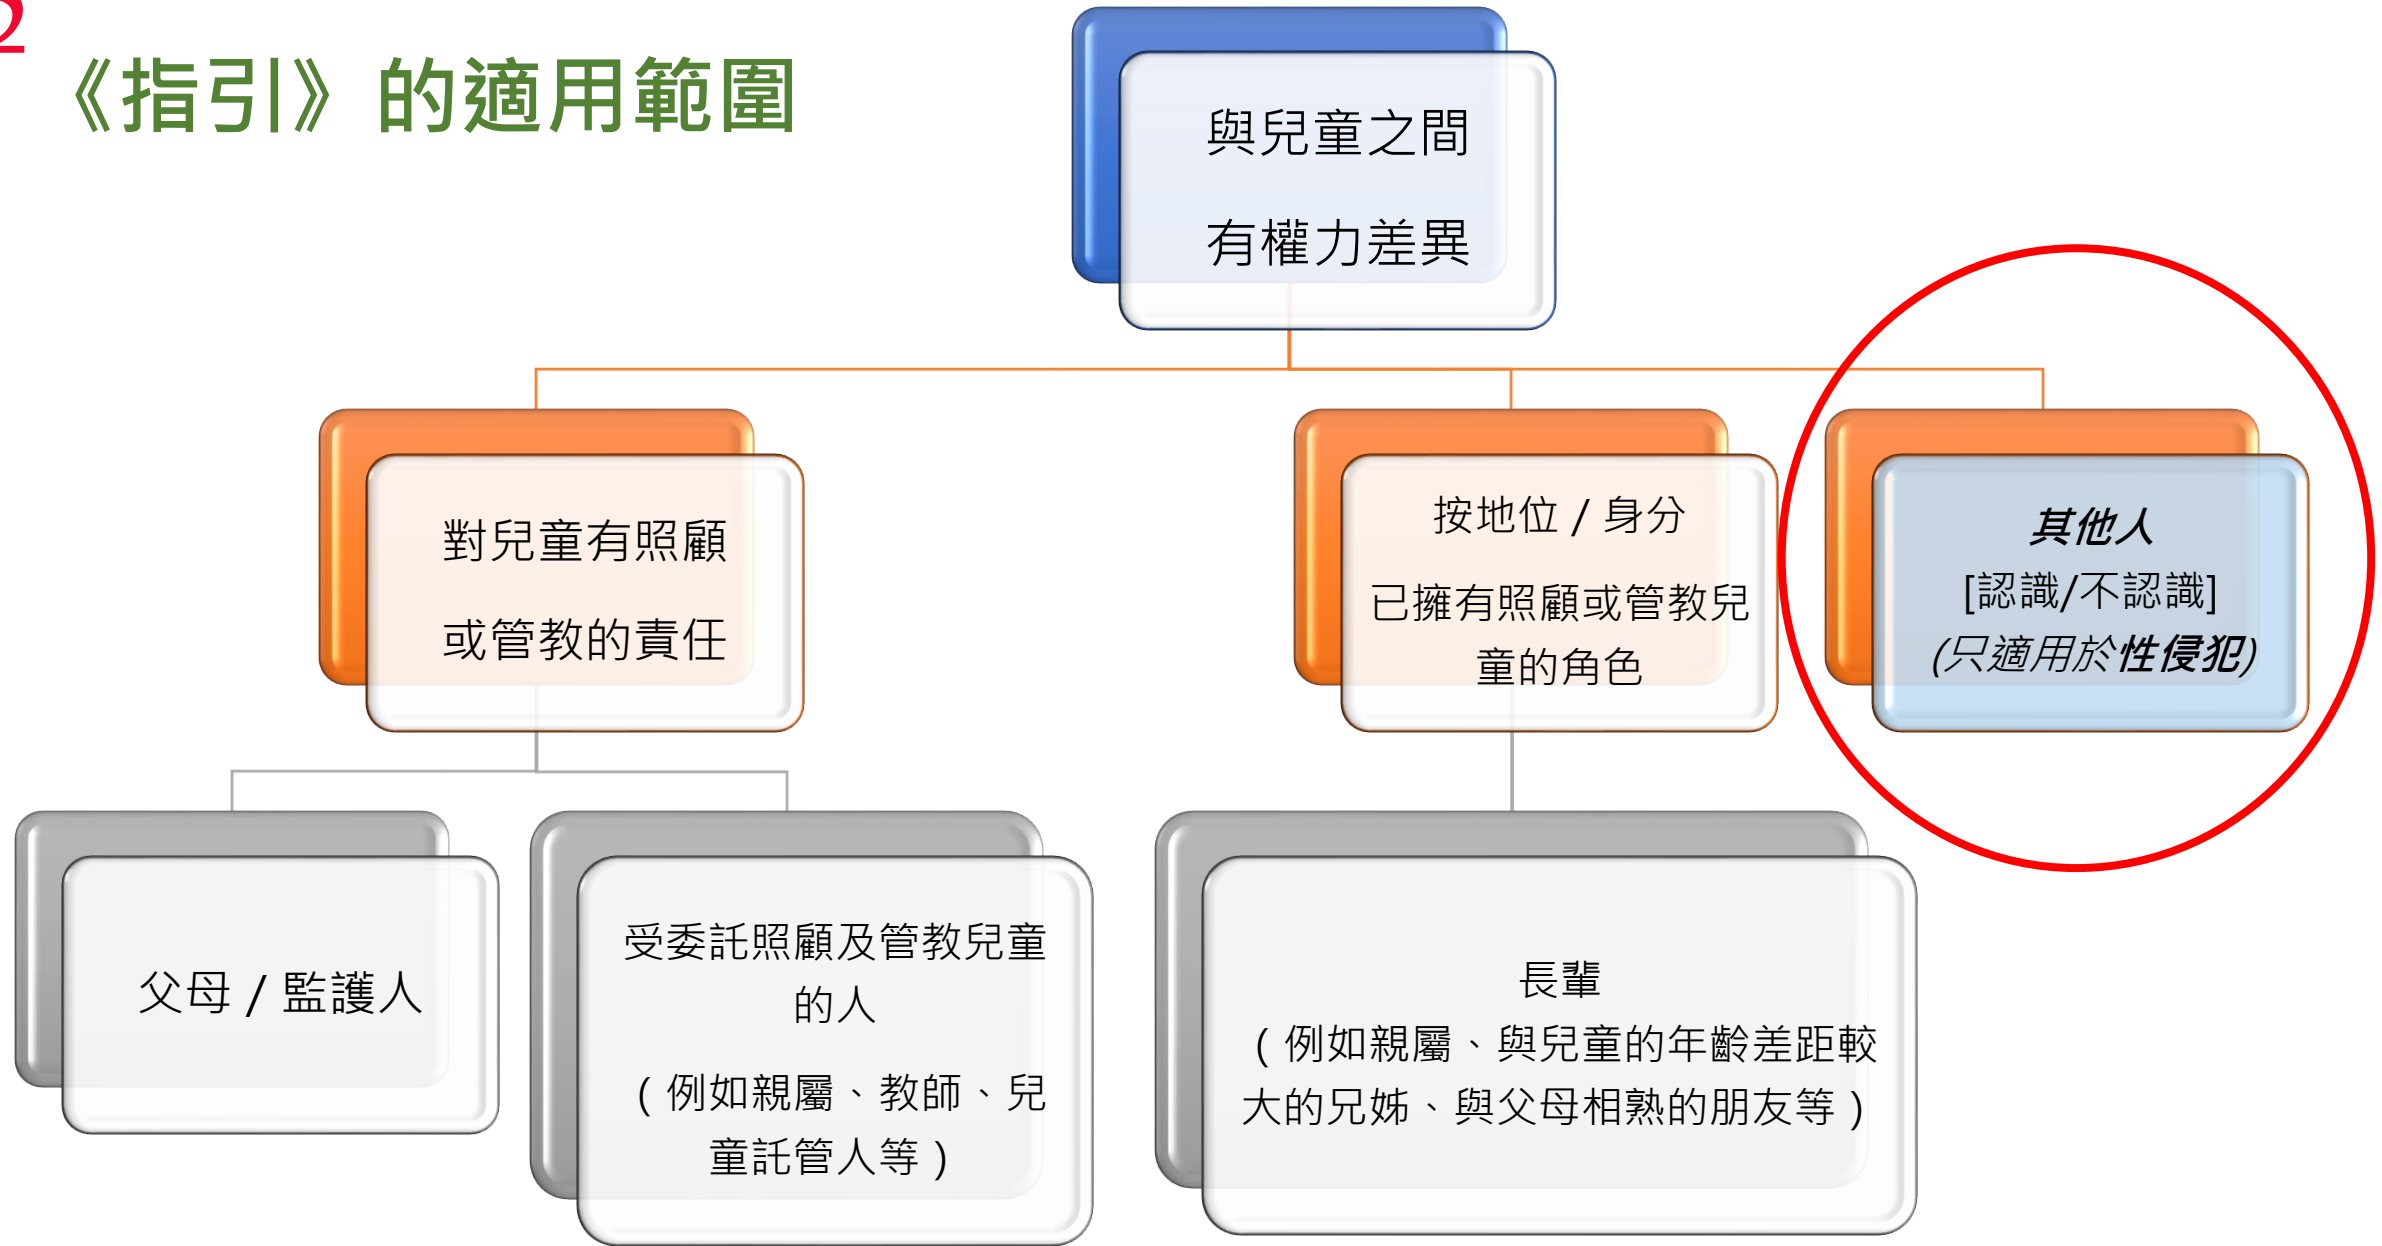 2
《指引》的適用範圍
與兒童之間
有權力差異
對兒童有照顧
或管教的責任
按地位 / 身分
已擁有照顧或管教兒
童的角色
其他人
[認識/不認識]
(只適用於性侵犯)
父母 / 監護人
受委託照顧及管教兒童
的人
( 例如親屬、教師、兒
童託管人等 )
長輩
( 例如親屬、與兒童的年齡差距較
大的兄姊、與父母相熟的朋友等 )